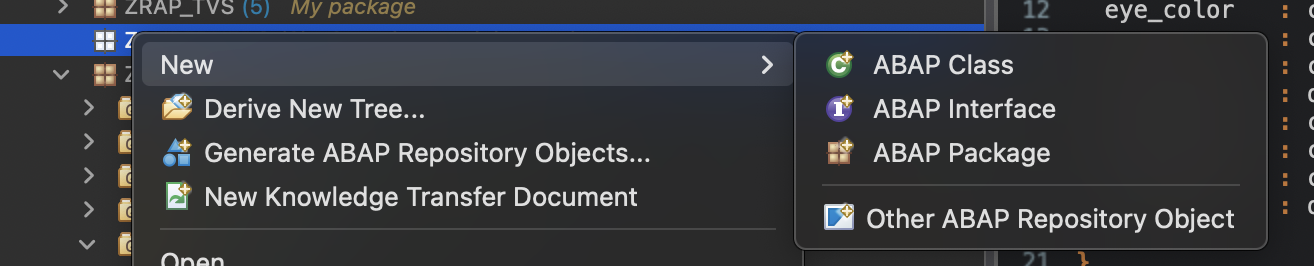 ZRAP_TVS (5) My package
New
Derive New Tree...
Generate ABAP Repository Objects...
New Knowledge Transfer Document
Open
ABAP Class
ABAP Interface
ABAP Package
Other ABAP Repository Object
12 eye_color :
21 }